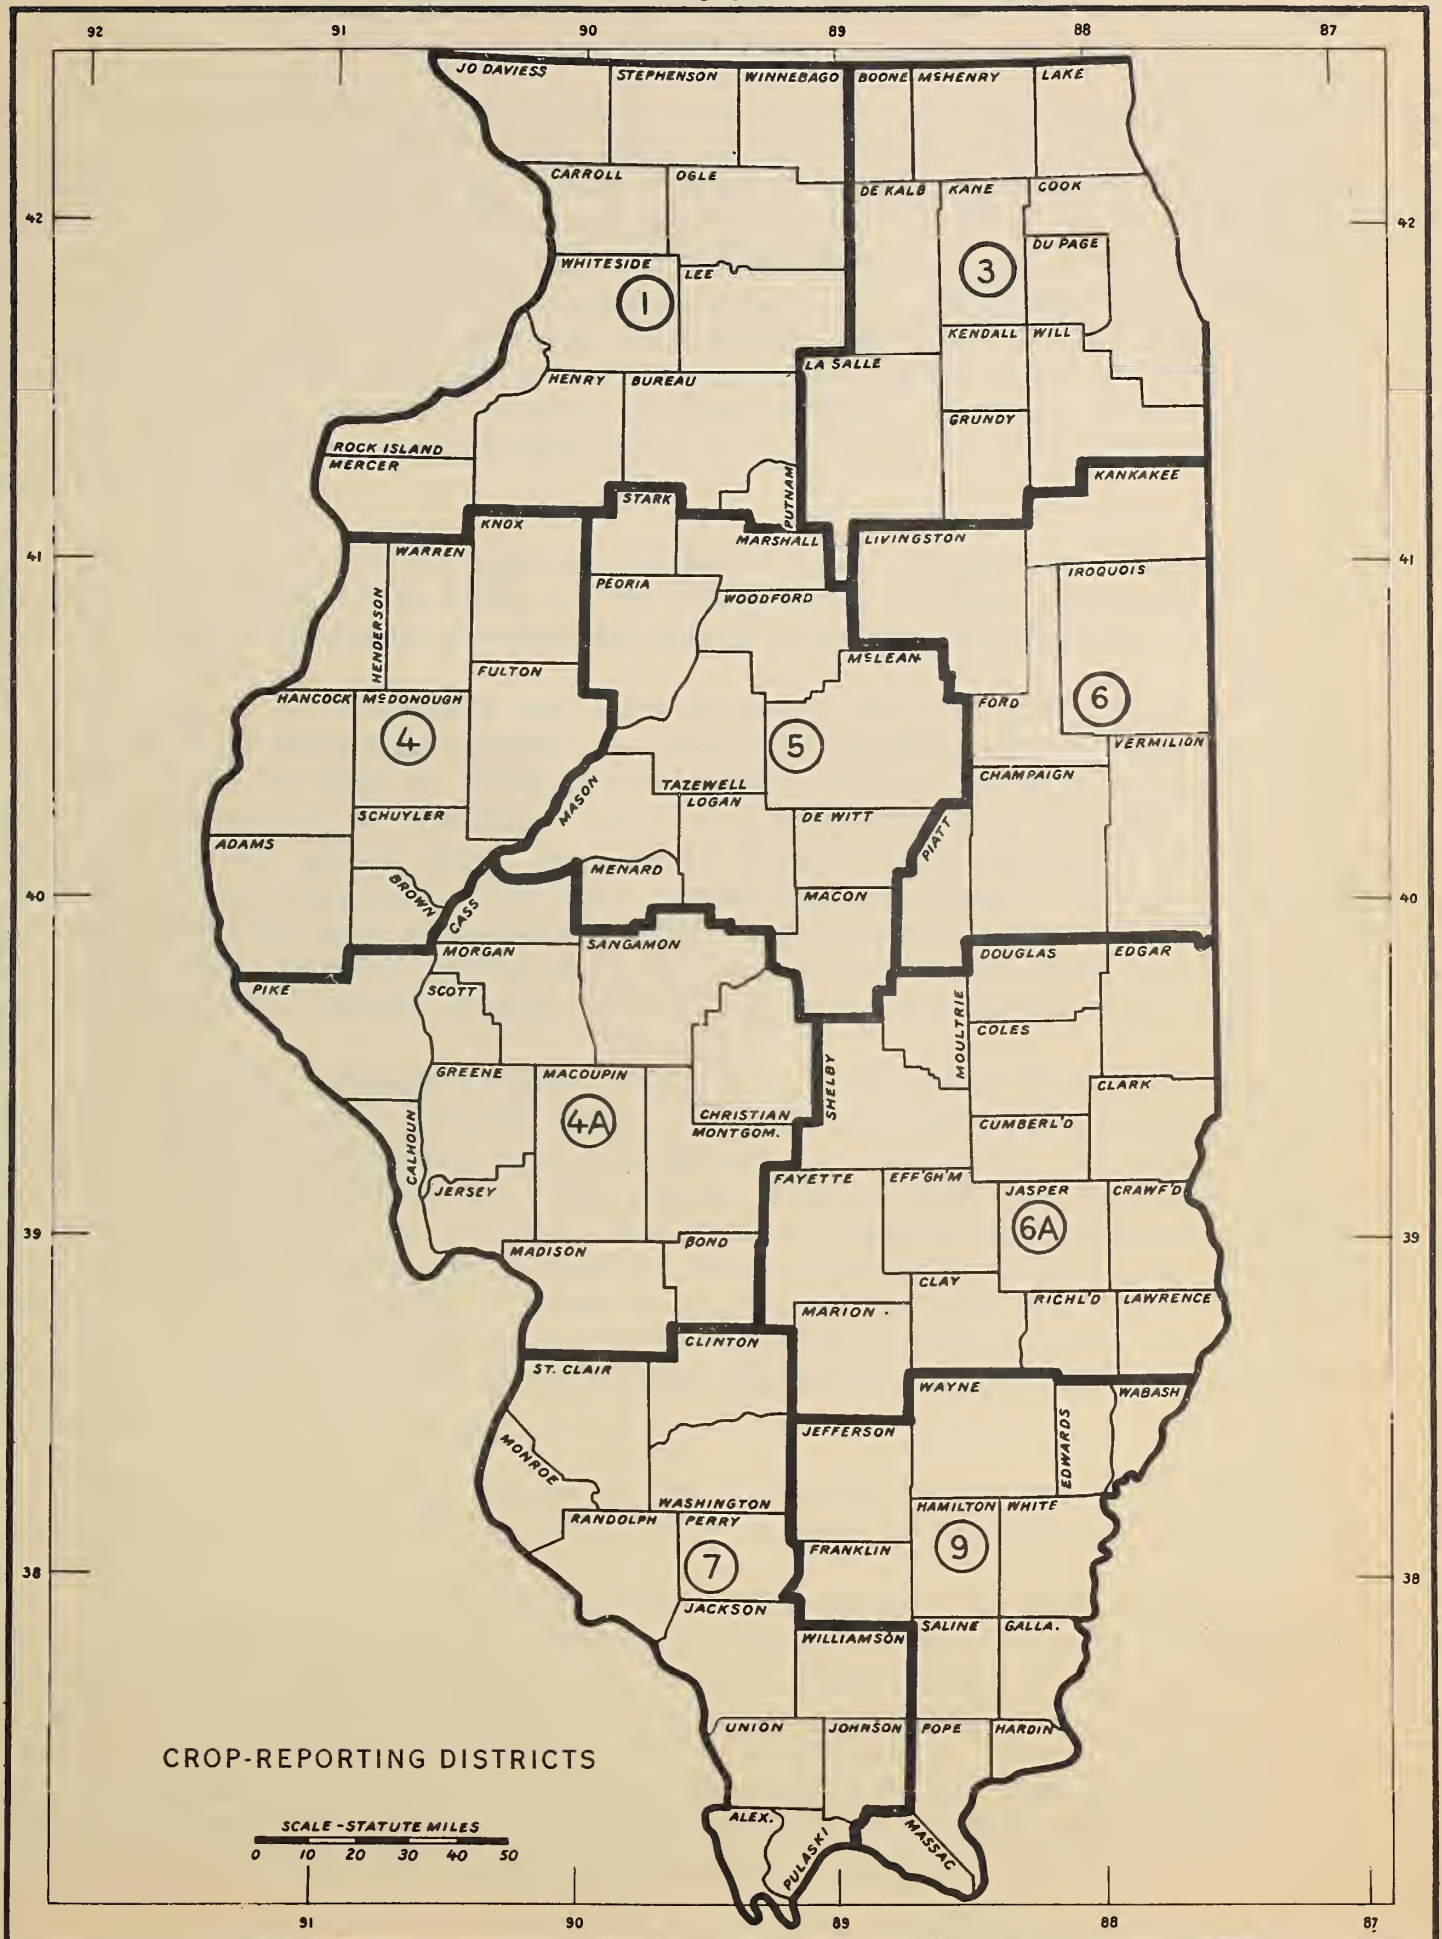 92 91 90 89 88 87
JO DAVIESS STEPHENSON WINNEBAGO BOONE McHENRY LAKE
CARROLL OGLE DE KALB KANE COOK
42 42
DU PAGE
WHITESIDE LEE
1 3
KENDALL WILL
LA SALLE
HENRY BUREAU
GRUNDY
ROCK ISLAND
MERCER
KANKAKEE
STARK PUTNAM
KNOX
MARSHALL LIVINGSTON
WARREN
41 41
IROQUOIS
PEORIA
WOODFORD
HENDERSON
McLEAN
FULTON
HANCOCK McDONOUGH FORD 6
4 5
VERMILION
MASON TAZEWELL CHAMPAIGN
LOGAN
SCHUYLER DE WITT
ADAMS PIATT
MENARD
BROWN
40 MACON 40
CASS
MORGAN SANGAMON DOUGLAS EDGAR
PIKE SCOTT
MOULTRIE
COLES
GREENE MACOUPIN SHELBY
CLARK
4A CHRISTIAN
CUMBERL'D
MONTGOM.
CALHOUN
FAYETTE EFF'GH'M
JERSEY JASPER CRAWF'D
6A
39 39
MADISON BOND
CLAY
MARION RICHL'D LAWRENCE
CLINTON
ST. CLAIR
WAYNE WABASH
JEFFERSON EDWARDS
MONROE
WASHINGTON HAMILTON WHITE
RANDOLPH PERRY
FRANKLIN 9
7
38 38
JACKSON
SALINE GALLA.
WILLIAMSON
UNION JOHNSON POPE HARDIN
CROP-REPORTING DISTRICTS
ALEX.
SCALE - STATUTE MILES
PULASKI MASSAC
0 10 20 30 40 50
91 90 89 88 87